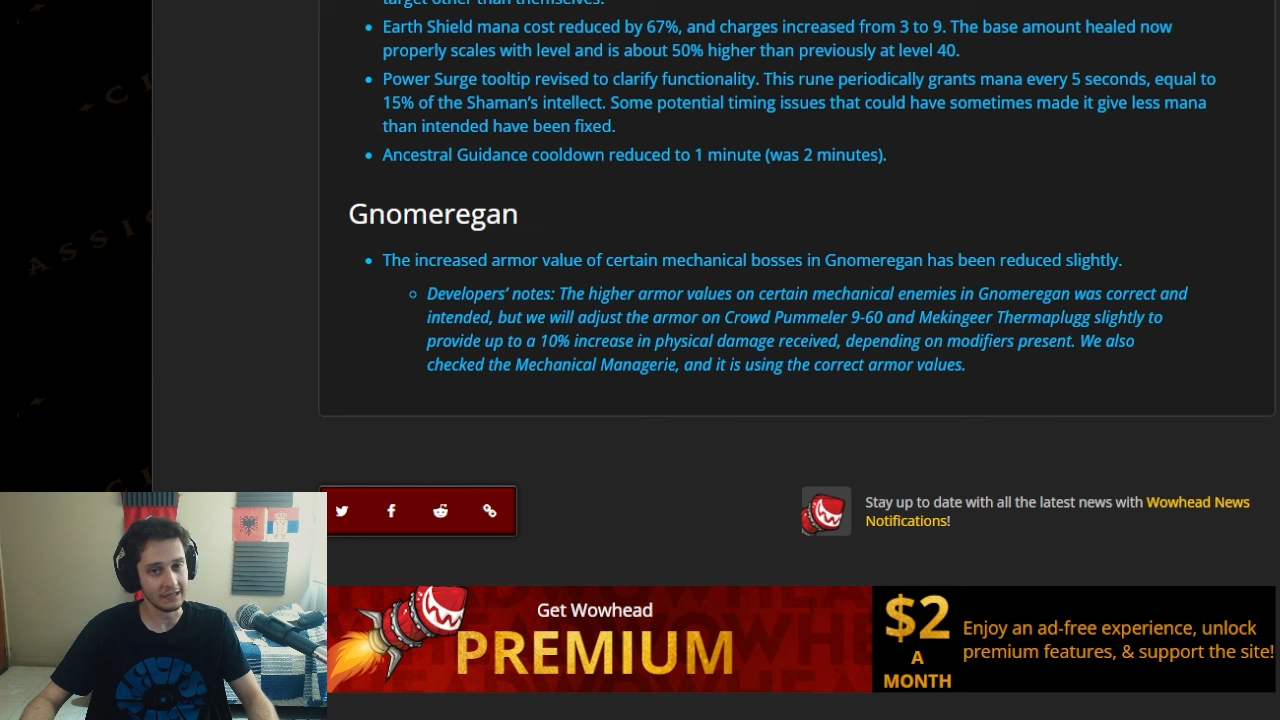 target other than themselves.
Earth Shield mana cost reduced by 67%, and charges increased from 3 to 9. The base amount healed now
properly scales with level and is about 50% higher than previously at level 40.
Power Surge tooltip revised to clarify functionality. This rune periodically grants mana every 5 seconds, equal to
15% of the Shaman's intellect. Some potential timing issues that could have sometimes made it give less mana
than intended have been fixed.
Ancestral Guidance cooldown reduced to 1 minute (was 2 minutes).
Gnomeregan
The increased armor value of certain mechanical bosses in Gnomeregan has been reduced slightly.
Developers' notes: The higher armor values on certain mechanical enemies in Gnomeregan was correct and
intended, but we will adjust the armor on Crowd Pummeler 9-60 and Mekingeer Thermaplugg slightly to
provide up to a 10% increase in physical damage received, depending on modifiers present. We also
checked the Mechanical Managerie, and it is using the correct armor values.
Stay up to date with all the latest news with Wowhead News
Notifications!
Get Wowhead
PREMIUM
$2
A
MONTH
Enjoy an ad-free experience, unlock
premium features, & support the site!